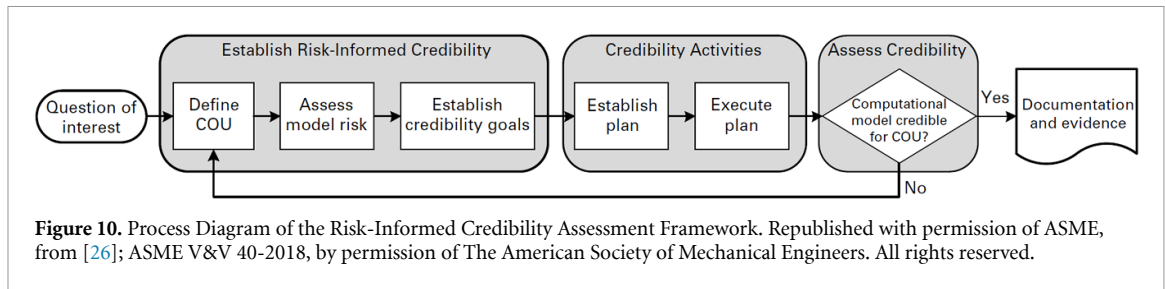 Establish Risk-Informed Credibility
Credibility Activities
Assess Credibility
Question of
interest
Define
COU
Assess
model risk
Establish
credibility goals
Establish
plan
Execute
plan
Computational
model credible
for COU?
Yes
Documentation
and evidence
No
Figure 10. Process Diagram of the Risk-Informed Credibility Assessment Framework. Republished with permission of ASME,
from [26]; ASME V&V 40-2018, by permission of The American Society of Mechanical Engineers. All rights reserved.